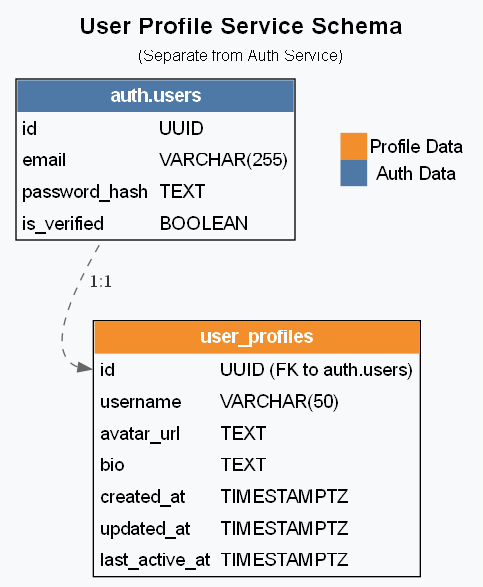 User Profile Service Schema
(Separate from Auth Service)
auth.users
id UUID
email VARCHAR(255)
password_hash TEXT
is_verified BOOLEAN
Profile Data
Auth Data
1:1
user_profiles
id UUID (FK to auth.users)
username VARCHAR(50)
avatar_url TEXT
bio TEXT
created_at TIMESTAMPTZ
updated_at TIMESTAMPTZ
last_active_at TIMESTAMPTZ